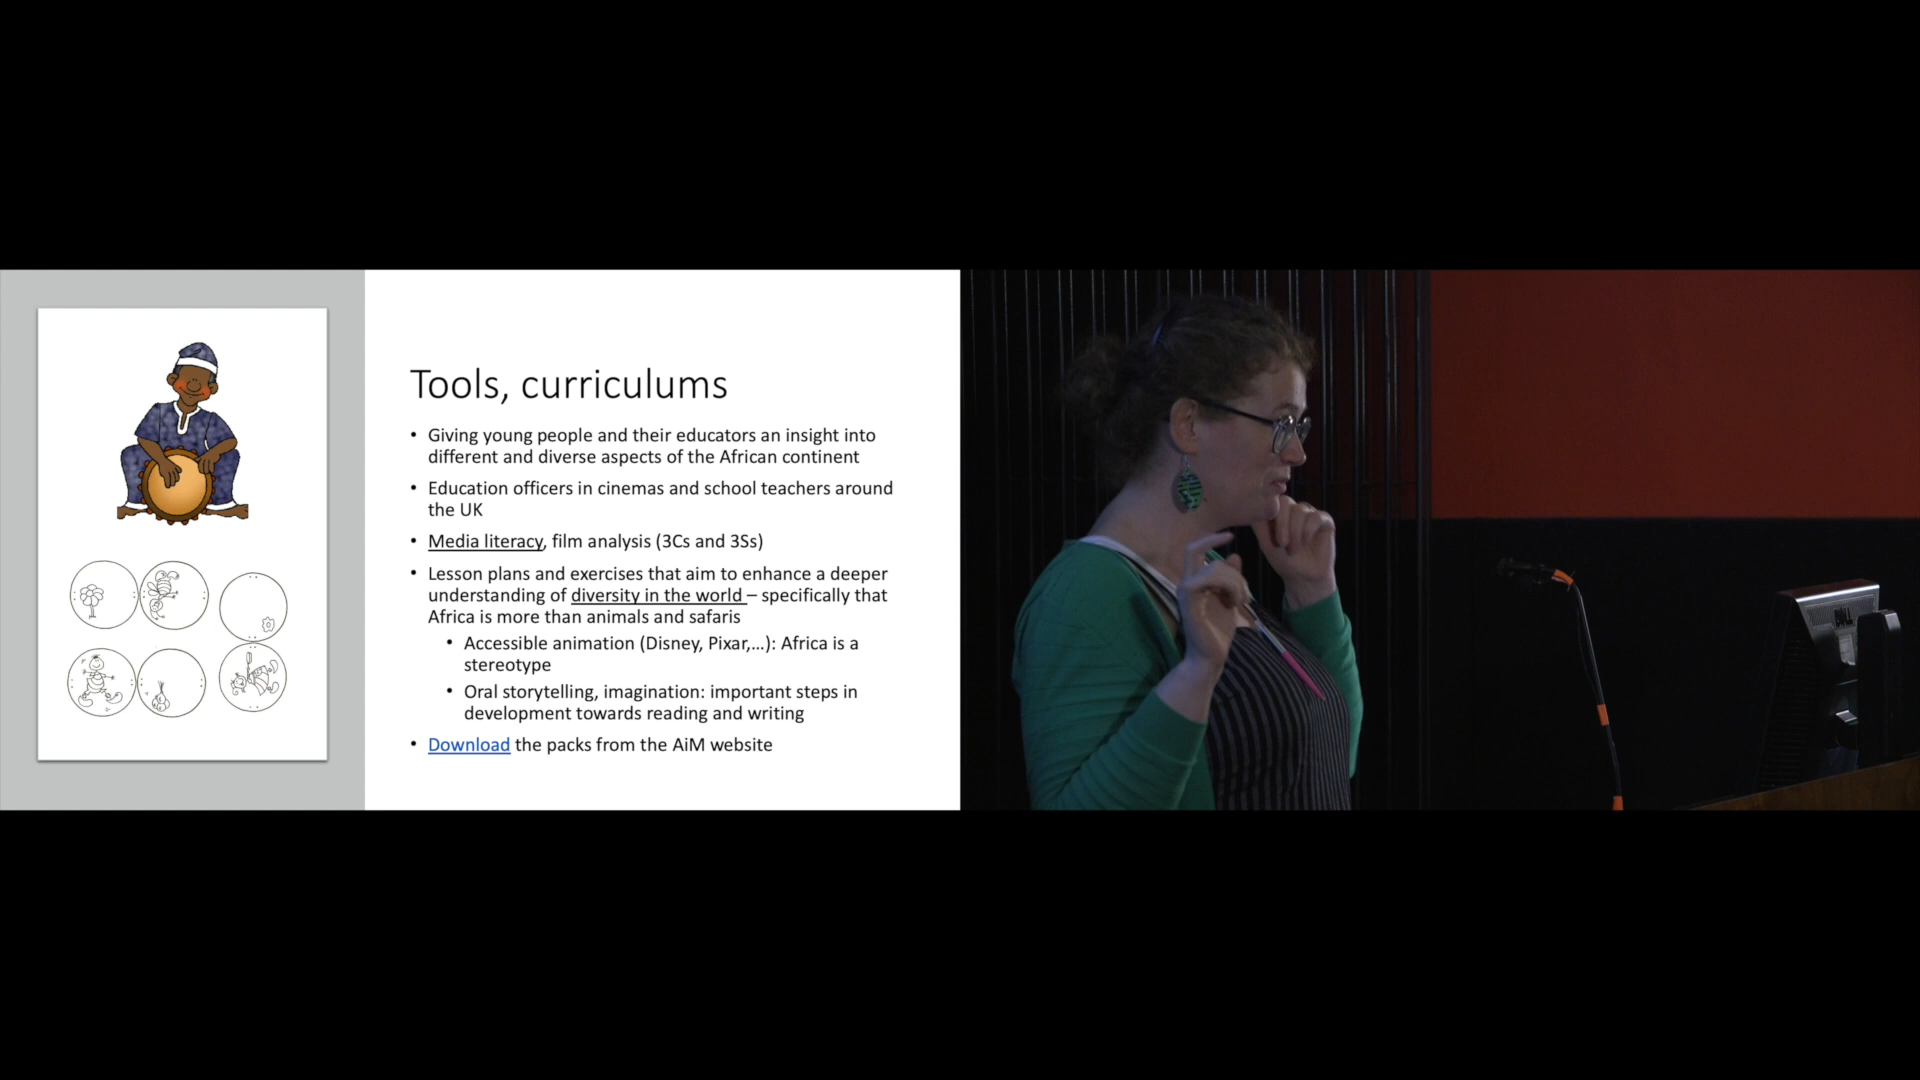 Tools, curriculums
• Giving young people and their educators an insight into
different and diverse aspects of the African continent
• Education officers in cinemas and school teachers around
the UK
• Media literacy, film analysis (3Cs and 3Ss)
• Lesson plans and exercises that aim to enhance a deeper
understanding of diversity in the world – specifically that
Africa is more than animals and safaris
• Accessible animation (Disney, Pixar,...): Africa is a
stereotype
• Oral storytelling, imagination: important steps in
development towards reading and writing
• Download the packs from the AiM website
DELL